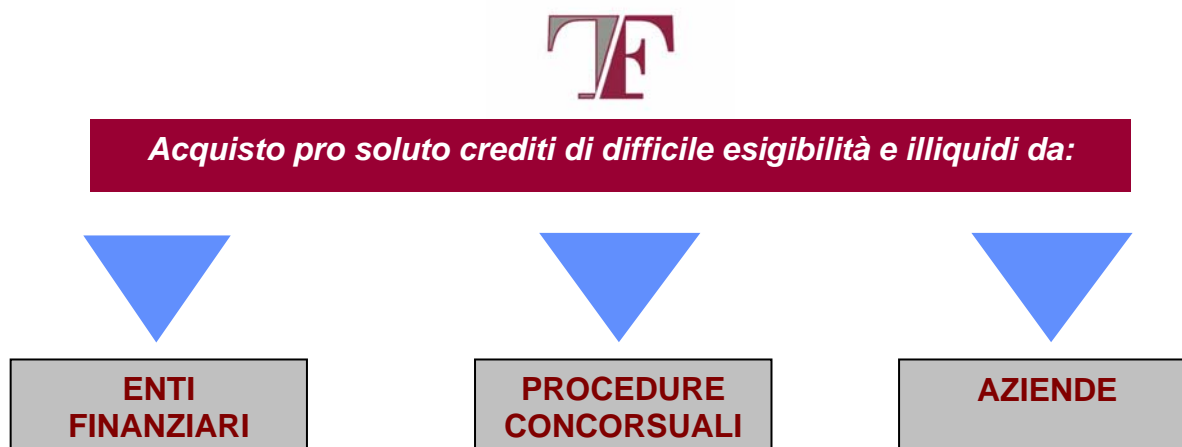 TF
Acquisto pro soluto crediti di difficile esigibilità e illiquidi da:
ENTI
FINANZIARI
PROCEDURE
CONCORSUALI
AZIENDE